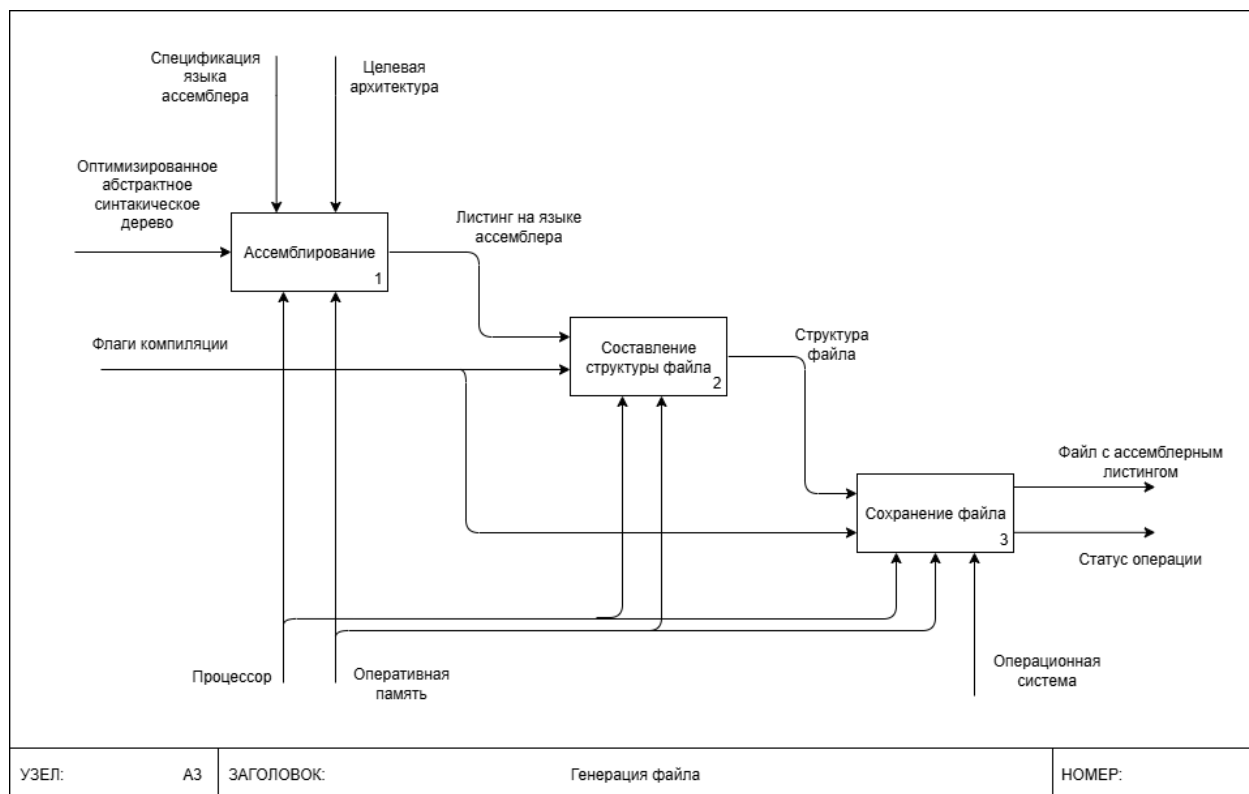 Спецификация
языка
ассемблера
Целевая
архитектура
Оптимизированное
абстрактное
синтакическое
дерево
Ассемблирование
1
Листинг на языке
ассемблера
Флаги компиляции
Составление
структуры файла
2
Структура
файла
Файл с ассемблерным
листингом
Сохранение файла
3
Статус операции
Процессор
Оперативная
память
Операционная
система
УЗЕЛ: А3 ЗАГОЛОВОК: Генерация файла НОМЕР: